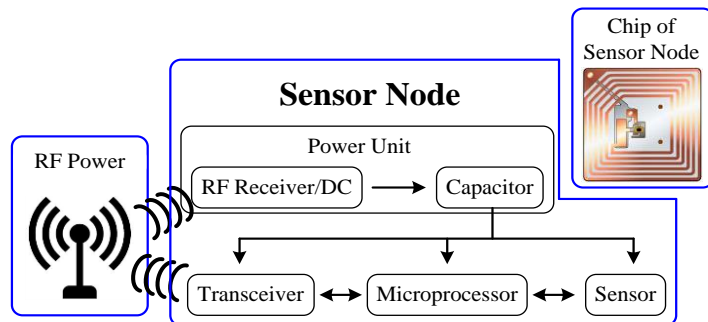 Chip of
Sensor Node
Sensor Node
Power Unit
RF Power
RF Receiver/DC
Capacitor
Transceiver
Microprocessor
Sensor